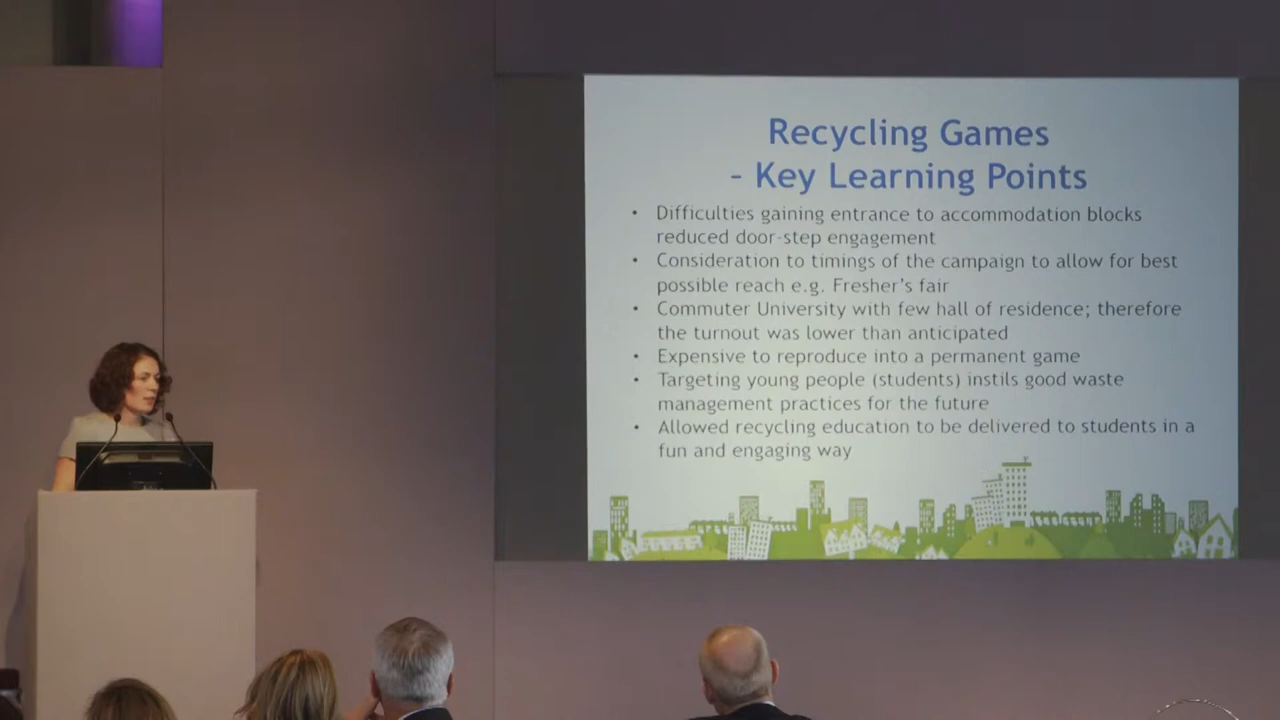 Recycling Games
- Key Learning Points
• Difficulties gaining entrance to accommodation blocks
reduced door-step engagement
• Consideration to timings of the campaign to allow for best
possible reach e.g. Fresher's fair
• Commuter University with few hall of residence; therefore
the turnout was lower than anticipated
• Expensive to reproduce into a permanent game
• Targeting young people (students) instils good waste
management practices for the future
• Allowed recycling education to be delivered to students in a
fun and engaging way